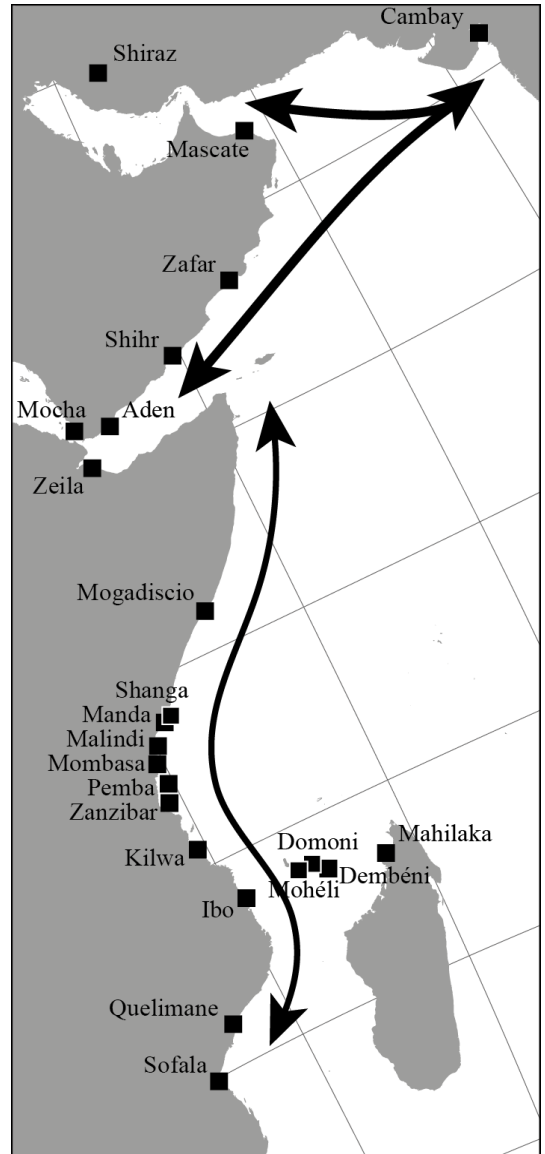 Cambay
Shiraz
Mascate
Zafar
Shihr
Mocha
Aden
Zeila
Mogadiscio
Shanga
Manda
Malindi
Mombasa
Pemba
Zanzibar
Kilwa
Domoni
Mahilaka
Mohéli
Dembéni
Ibo
Quelimane
Sofala